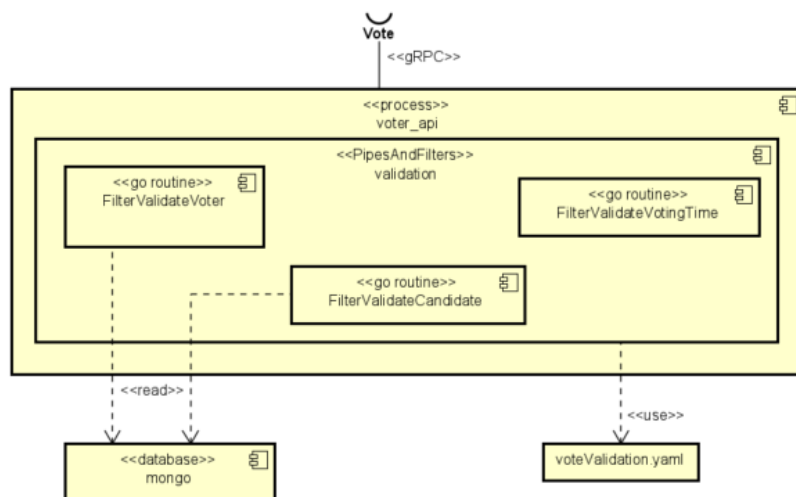 Vote
<<gRPC>>
<<process>>
voter_api
<<PipesAndFilters>>
validation
<<go routine>>
FilterValidateVoter
<<go routine>>
FilterValidateVotingTime
<<go routine>>
FilterValidateCandidate
<<read>>
<<use>>
<<database>>
mongo
voteValidation.yaml